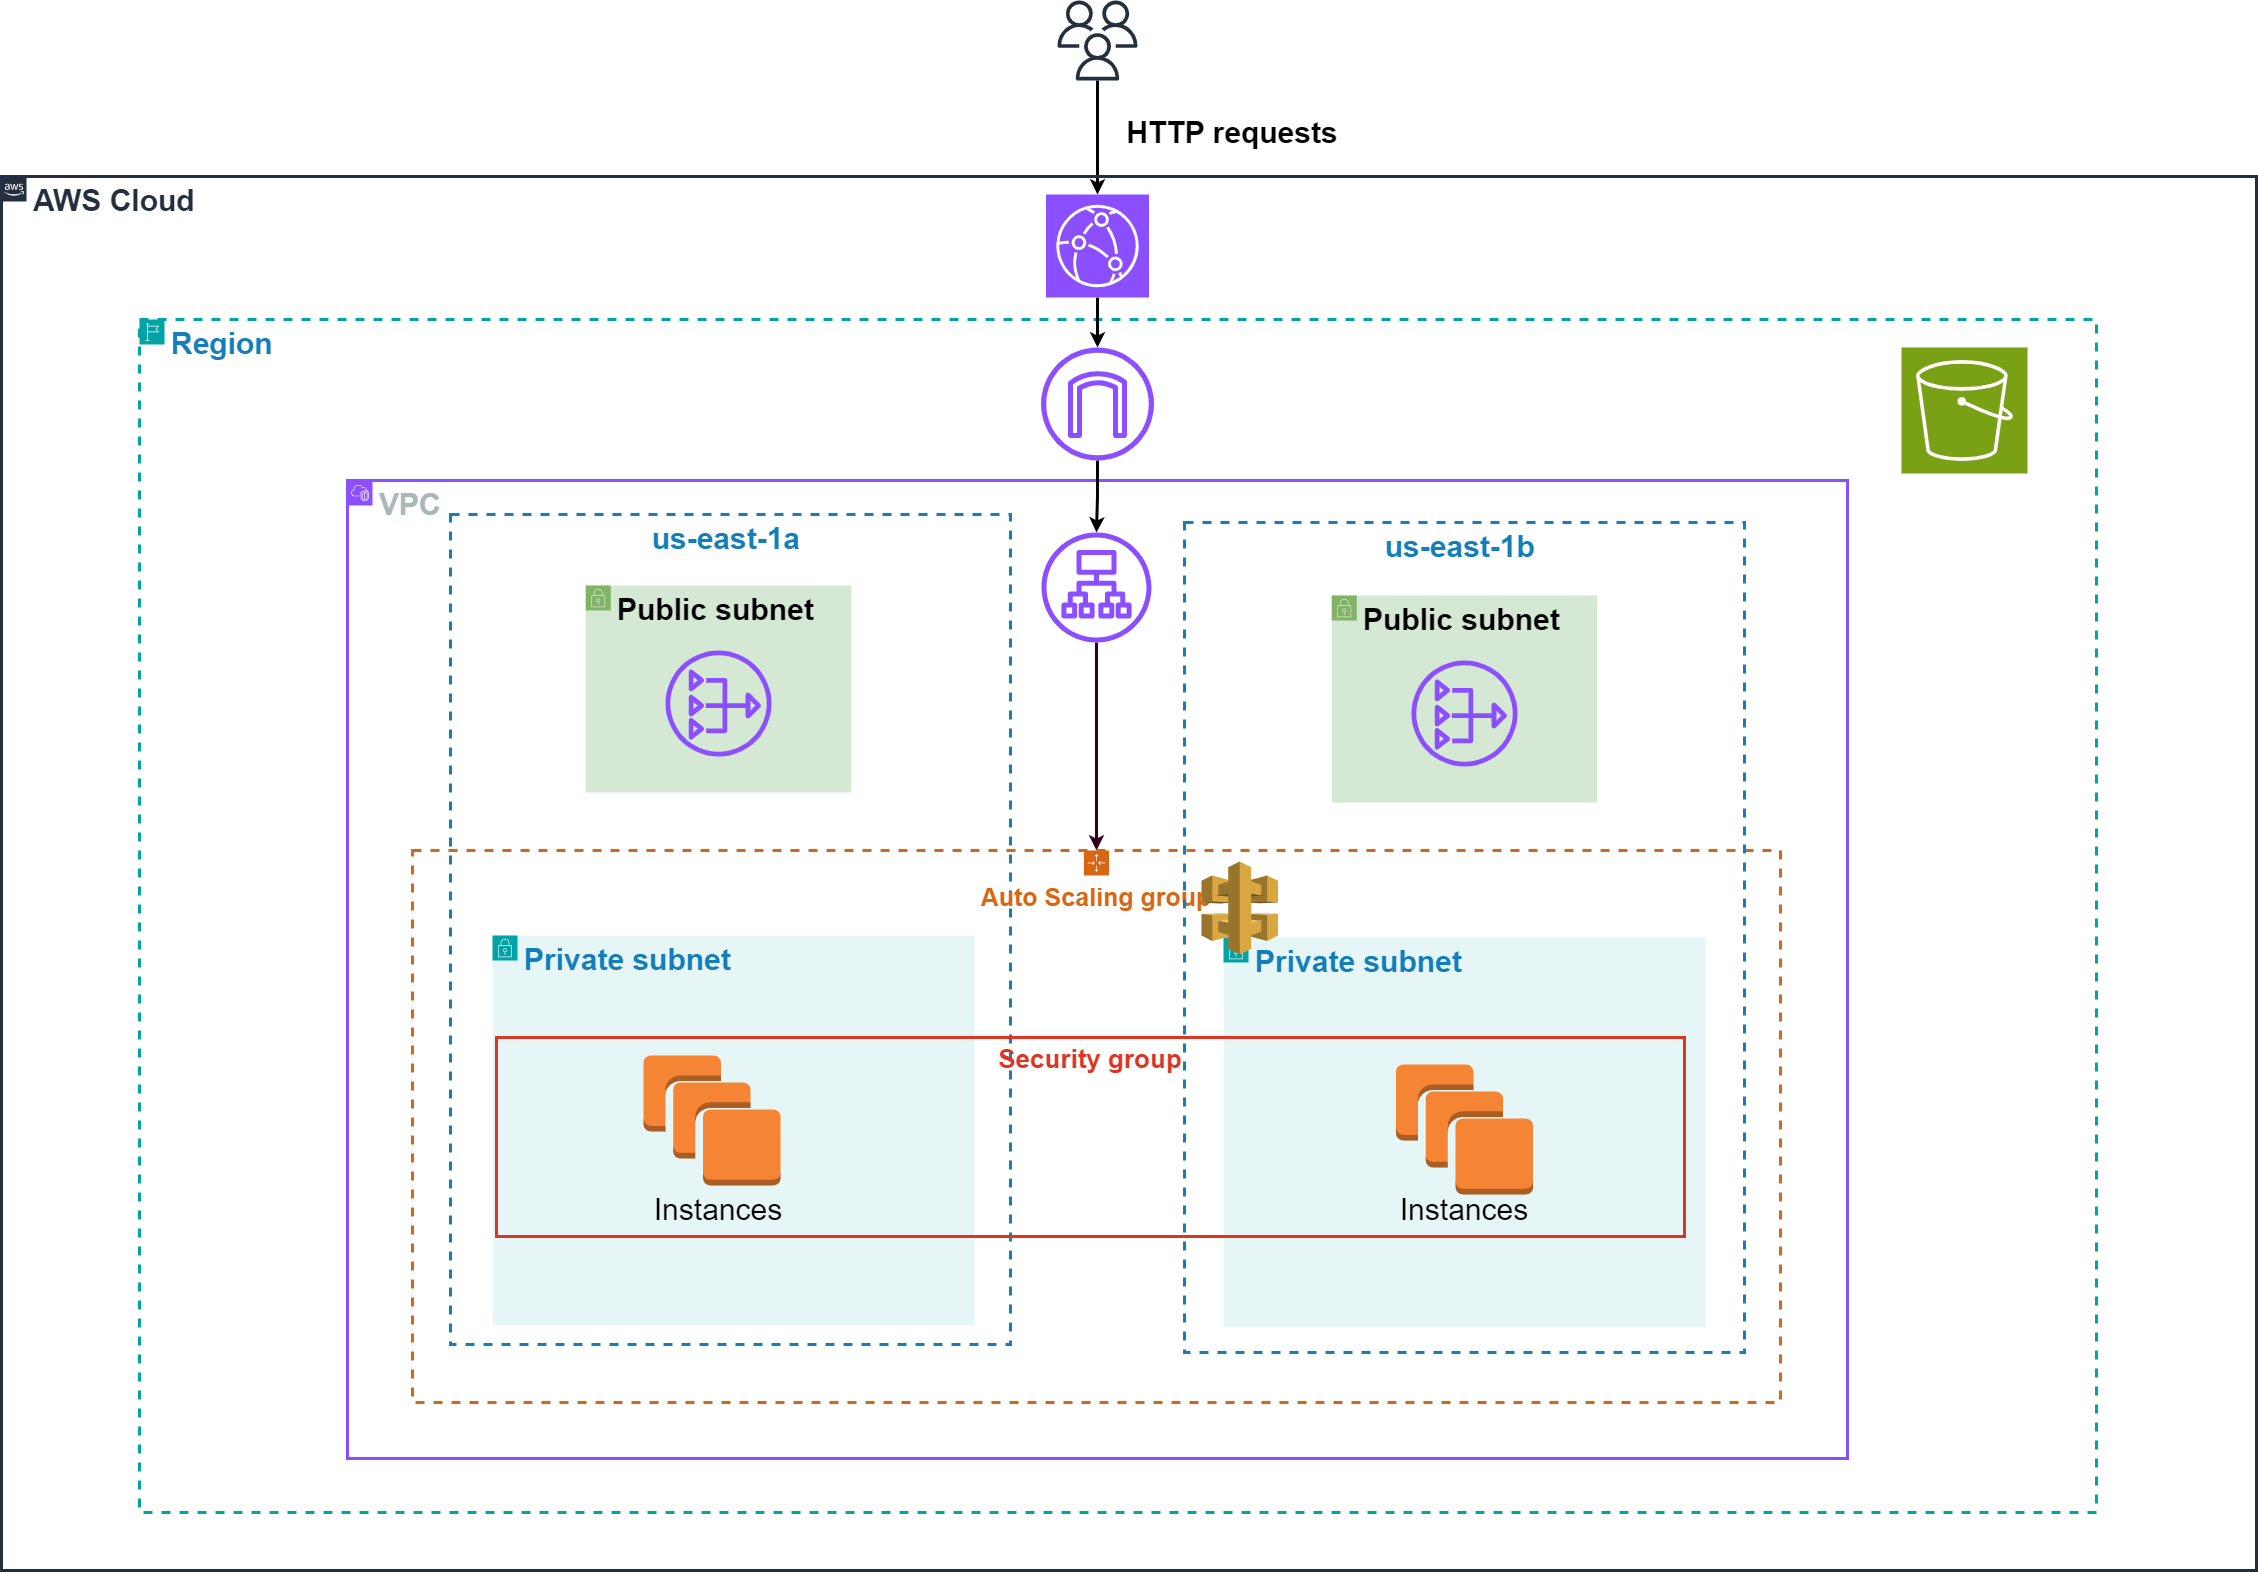 HTTP requests
aws
AWS Cloud
Region
VPC
us-east-1a
us-east-1b
Public subnet
Public subnet
Auto Scaling group
Private subnet
Private subnet
Security group
Instances
Instances